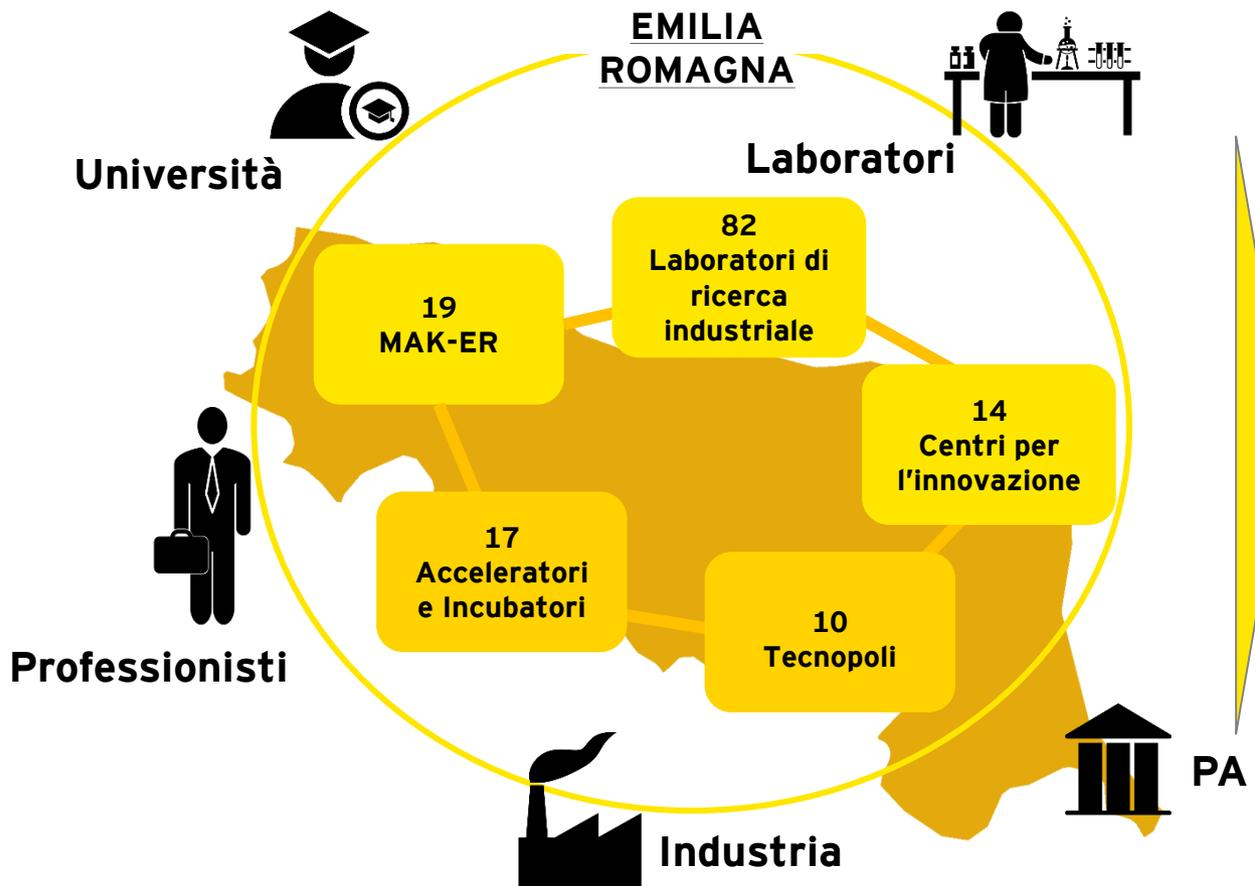 EMILIA
ROMAGNA
Università
Laboratori
82
Laboratori di
ricerca
industriale
19
MAK-ER
14
Centri per
l'innovazione
17
Acceleratori
e Incubatori
10
Tecnopoli
Professionisti
PA
Industria